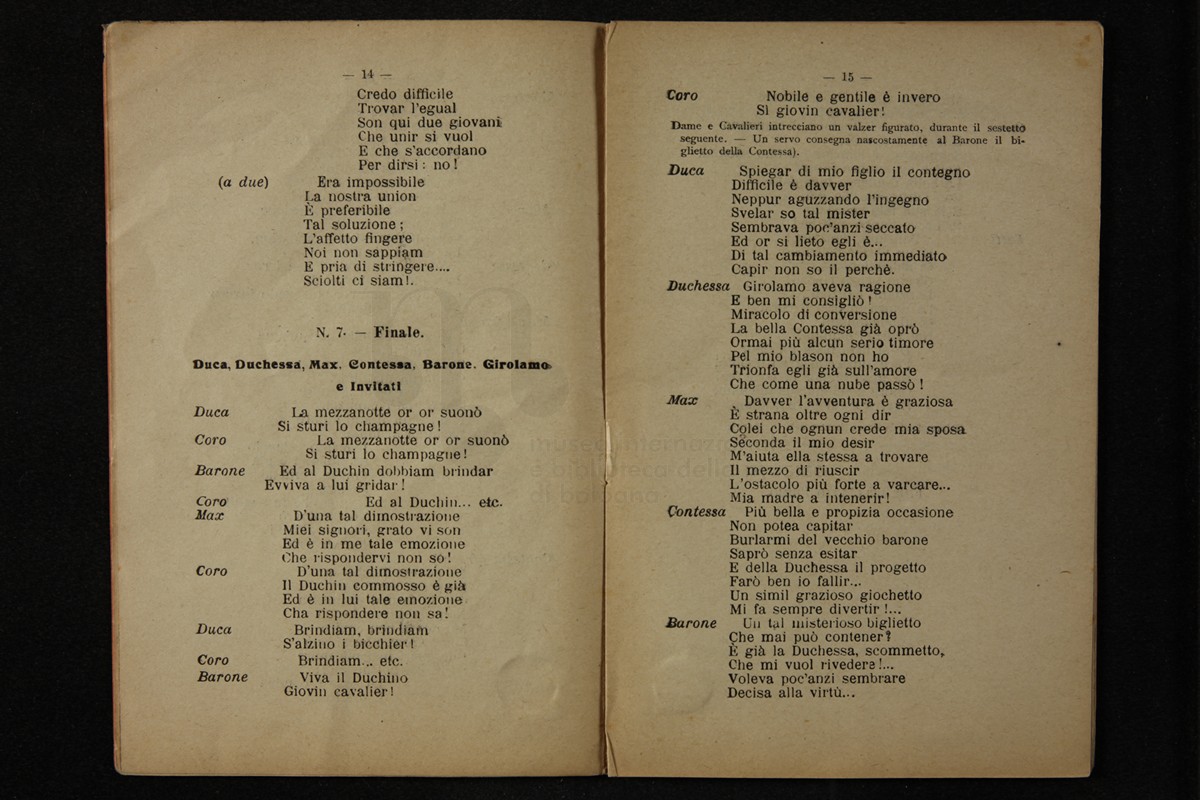 — 14 —
Credo difficile
Trovar l'egual
Son qui due giovani
Che unir si vuol
E che s'accordano
Per dirsi : no !
(a due) Era impossibile
La nostra union
È preferibile
Tal soluzione ;
L'affetto fingere
Noi non sappiam
E pria di stringere....
Sciolti ci siam!.
N. 7. — Finale.
Duca, Duchessa, Max. Contessa, Barone. Girolamo
e Invitati
Duca La mezzanotte or or suonò
Si sturi lo champagne !
Coro La mezzanotte or or suonò
Si sturi lo champagne !
Barone Ed al Duchin dobbiam brindar
Evviva a lui gridar !
Coro Ed al Duchin... etc.
Max D'una tal dimostrazione
Miei signori, grato vi son
Ed è in me tale emozione
Che rispondervi non so !
Coro D'una tal dimostrazione
Il Duchin commosso è già
Ed è in lui tale emozione
Cha rispondere non sa !
Duca Brindiam, brindiam
S'alzino i bicchier !
Coro Brindiam... etc.
Barone Viva il Duchino
Giovin cavalier !
— 15 —
Coro Nobile e gentile è invero
Sì giovin cavalier !
Dame e Cavalieri intrecciano un valzer figurato, durante il sestetto
seguente. — Un servo consegna nascostamente al Barone il bi-
glietto della Contessa).
Duca Spiegar di mio figlio il contegno
Difficile è davver
Neppur aguzzando l'ingegno
Svelar so tal mister
Sembrava poc'anzi seccato
Ed or si lieto egli è...
Di tal cambiamento immediato
Capir non so il perchè.
Duchessa Girolamo aveva ragione
E ben mi consigliò !
Miracolo di conversione
La bella Contessa già oprò
Ormai più alcun serio timore
Pel mio blason non ho
Trionfa egli già sull'amore
Che come una nube passò !
Max Davver l'avventura è graziosa
È strana oltre ogni dir
Colei che ognun crede mia sposa
Seconda il mio desir
M'aiuta ella stessa a trovare
Il mezzo di riuscir
L'ostacolo più forte a varcare...
Mia madre a intenerir!
Contessa Più bella e propizia occasione
Non potea capitar
Burlarmi del vecchio barone
Saprò senza esitar
E della Duchessa il progetto
Farò ben io fallir...
Un simil grazioso giochetto
Mi fa sempre divertir !...
Barone Un tal misterioso biglietto
Che mai può contener?
È già la Duchessa, scommetto,
Che mi vuol rivedere !...
Voleva poc'anzi sembrare
Decisa alla virtù...